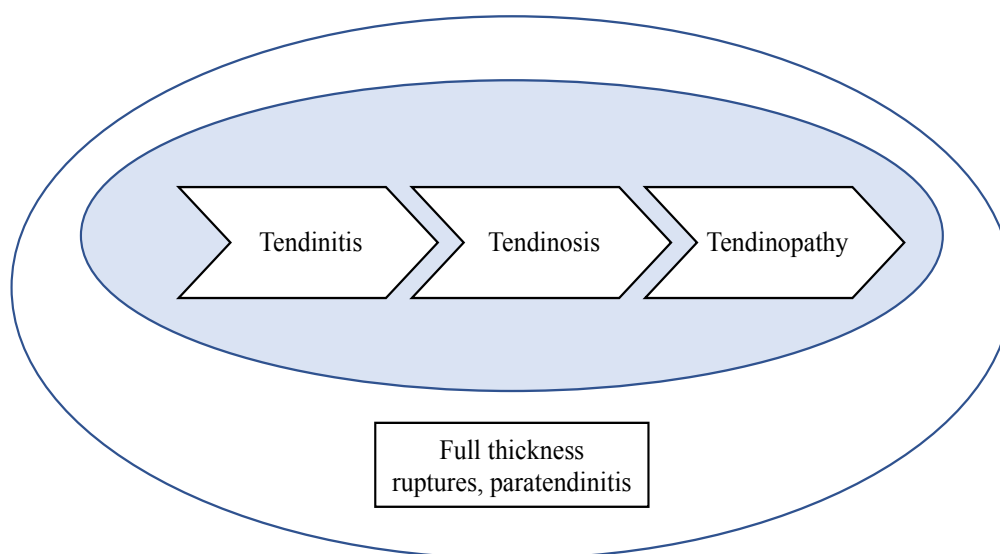 Tendinitis
Tendinosis
Tendinopathy
Full thickness
ruptures, paratendinitis